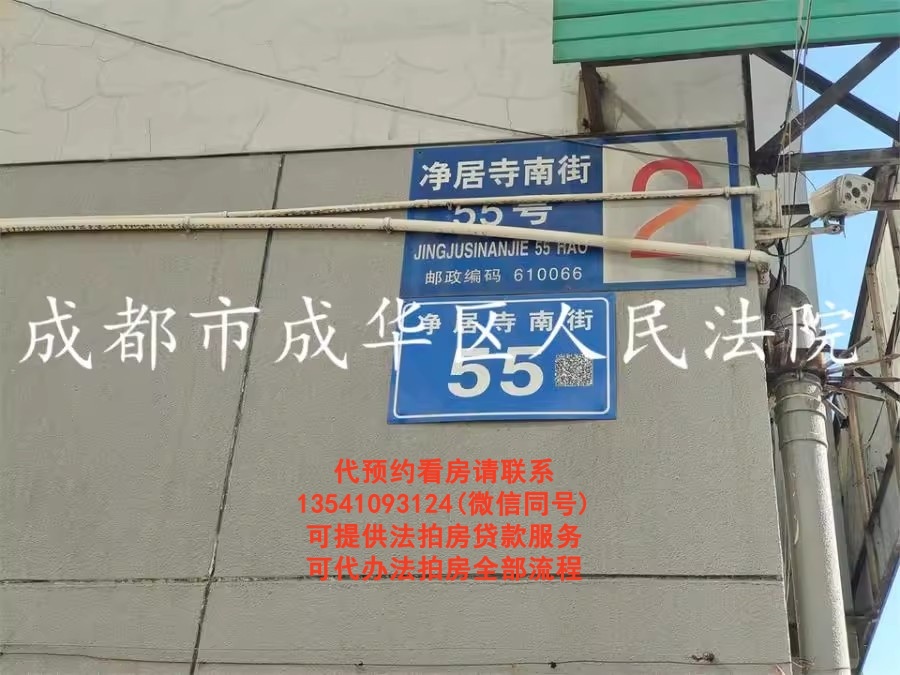 净居寺南街
55号
2
JINGJUSINANJIE 55 HAO
邮政编码 610066
成都市成华区人民法院
净居寺南街
55
代预约看房请联系
13541093124(微信同号)
可提供法拍房贷款服务
可代办法拍房全部流程